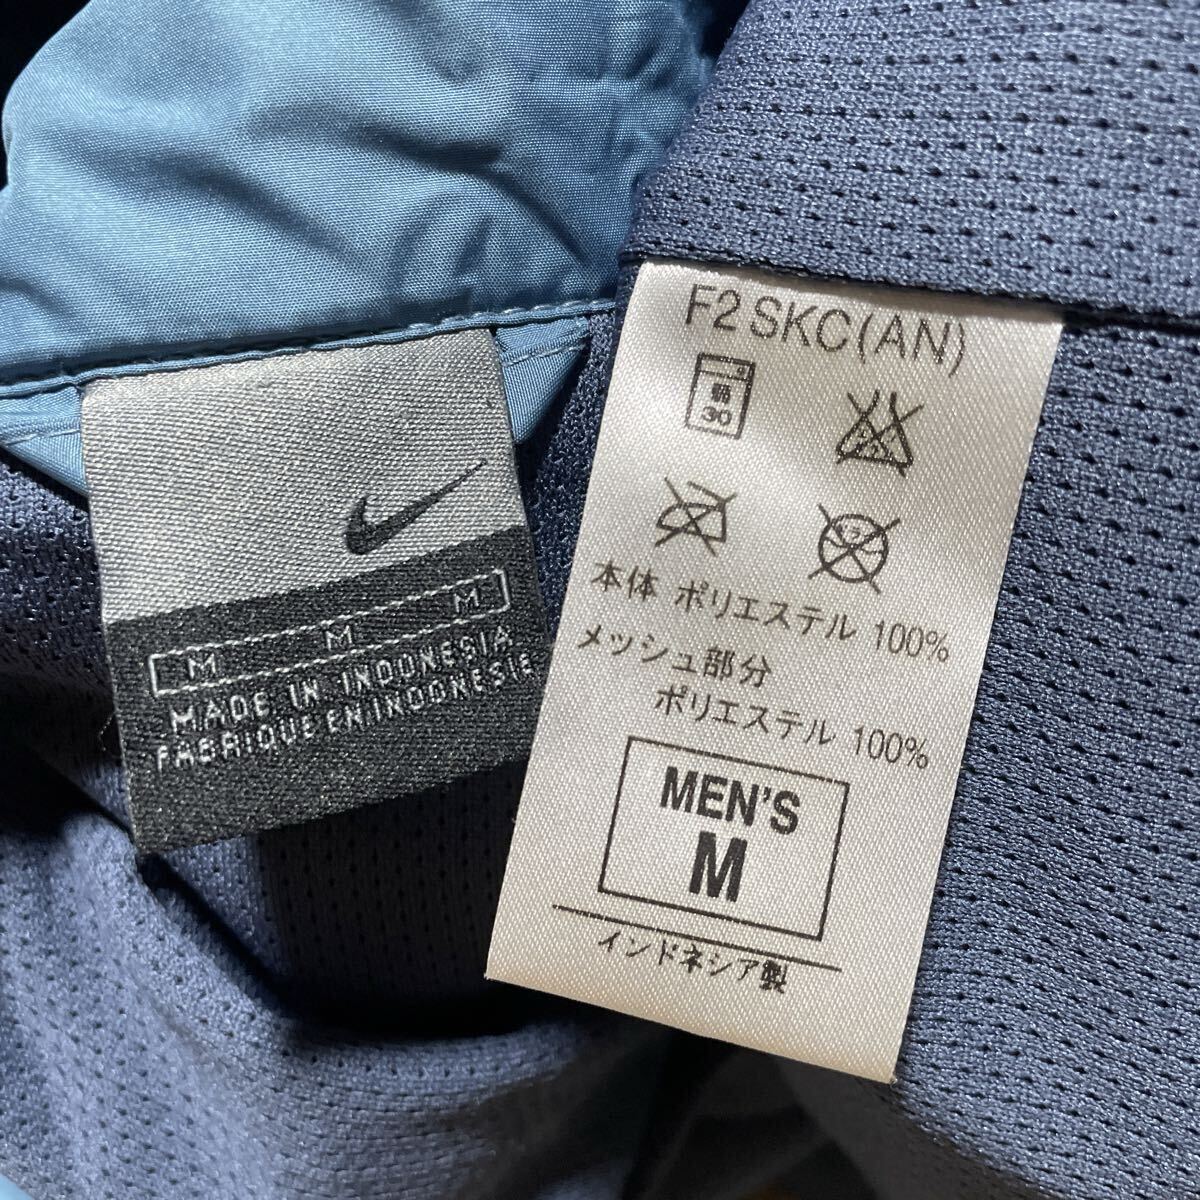 M M M
MADE IN INDONESIA
FABRIQUE EN INDONESIE
F2 SKC(AN)
弱
30
本体 ポリエステル 100%
メッシュ部分
ポリエステル 100%
MEN'S
M
インドネシア製